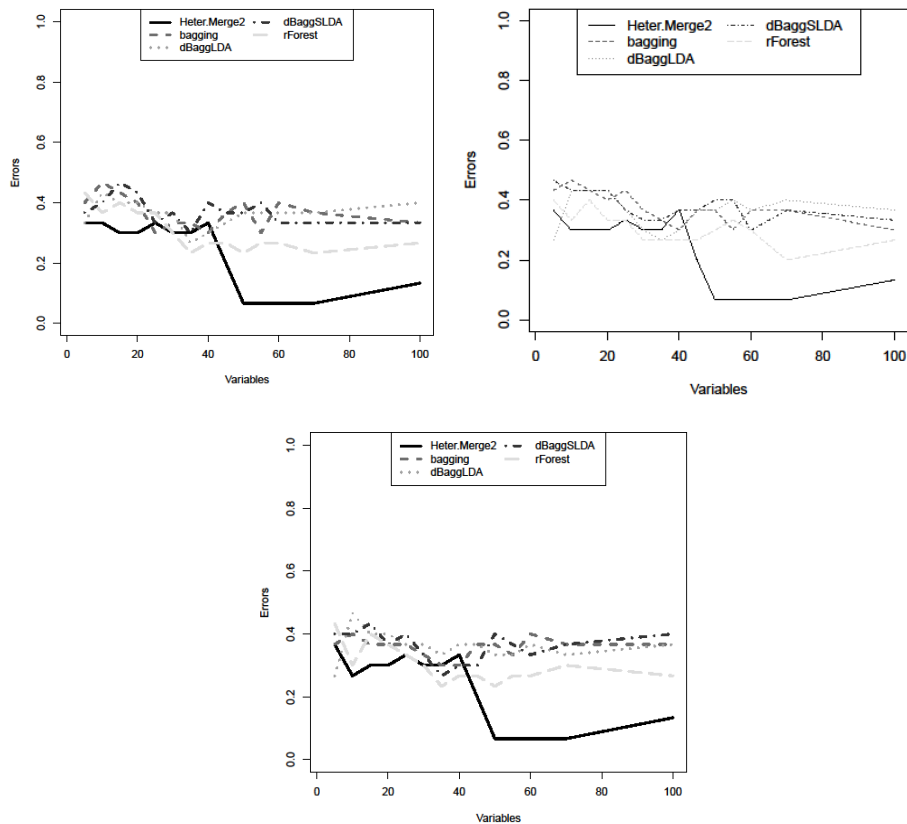 Heter.Merge2
bagging
dBaggLDA
dBaggSLDA
rForest
1.0
0.8
0.6
0.4
0.2
0.0
Errors
0 20 40 60 80 100
Variables
Heter.Merge2
bagging
dBaggLDA
dBaggSLDA
rForest
1.0
0.8
0.6
0.4
0.2
0.0
Errors
0 20 40 60 80 100
Variables
Heter.Merge2
bagging
dBaggLDA
dBaggSLDA
rForest
1.0
0.8
0.6
0.4
0.2
0.0
Errors
0 20 40 60 80 100
Variables